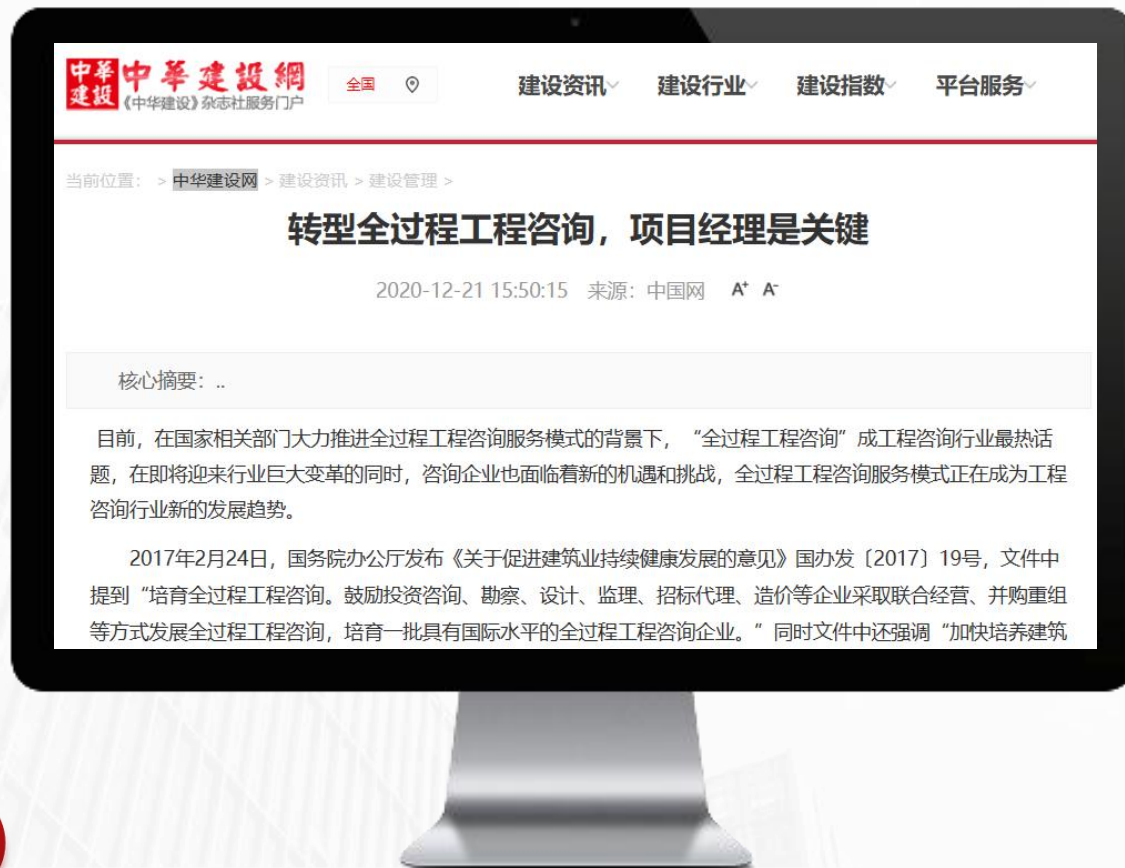 中華建設
中華建設網
《中华建设》杂志社服务门户
全国
建设资讯
建设行业
建设指数
平台服务
当前位置： > 中华建设网 > 建设资讯 > 建设管理 >
转型全过程工程咨询，项目经理是关键
2020-12-21 15:50:15 来源：中国网 A⁺ A⁻
核心摘要：..
目前，在国家相关部门大力推进全过程工程咨询服务模式的背景下，“全过程工程咨询”成工程咨询行业最热话
题，在即将迎来行业巨大变革的同时，咨询企业也面临着新的机遇和挑战，全过程工程咨询服务模式正在成为工程
咨询行业新的发展趋势。
2017年2月24日，国务院办公厅发布《关于促进建筑业持续健康发展的意见》国办发〔2017〕19号，文件中
提到“培育全过程工程咨询。鼓励投资咨询、勘察、设计、监理、招标代理、造价等企业采取联合经营、并购重组
等方式发展全过程工程咨询，培育一批具有国际水平的全过程工程咨询企业。”同时文件中还强调“加快培养建筑